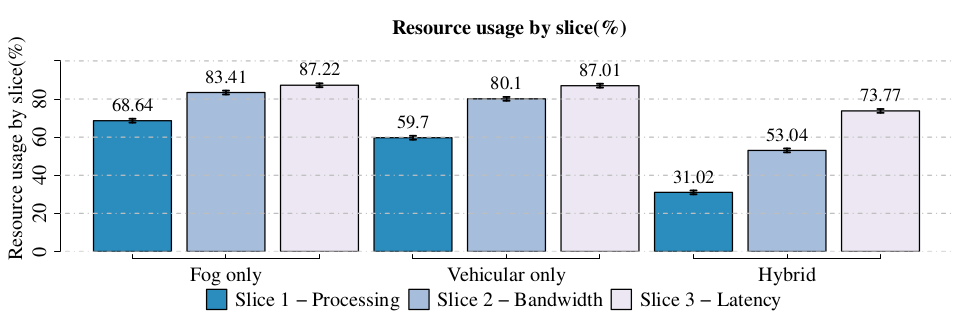 Resource usage by slice(%)
Resource usage by slice(%)
0 20 40 60 80
68.64 83.41 87.22 59.7 80.1 87.01 31.02 53.04 73.77
Fog only Vehicular only Hybrid
Slice 1 − Processing Slice 2 − Bandwidth Slice 3 − Latency